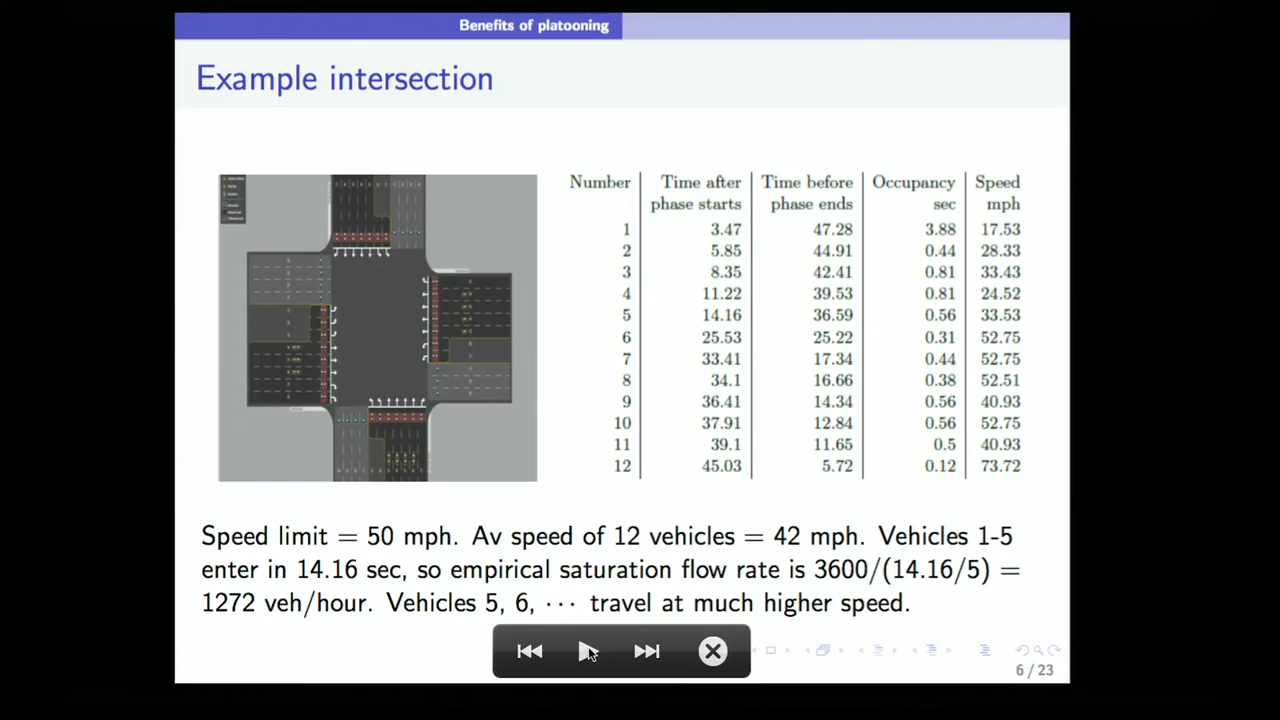 Benefits of platooning
Example intersection
Number Time after Time before Occupancy Speed
phase starts phase ends sec mph
1 3.47 47.28 3.88 17.53
2 5.85 44.91 0.44 28.33
3 8.35 42.41 0.81 33.43
4 11.22 39.53 0.81 24.52
5 14.16 36.59 0.56 33.53
6 25.53 25.22 0.31 52.75
7 33.41 17.34 0.44 52.75
8 34.1 16.66 0.38 52.51
9 36.41 14.34 0.56 40.93
10 37.91 12.84 0.56 52.75
11 39.1 11.65 0.5 40.93
12 45.03 5.72 0.12 73.72
Speed limit = 50 mph. Av speed of 12 vehicles = 42 mph. Vehicles 1-5
enter in 14.16 sec, so empirical saturation flow rate is 3600/(14.16/5) =
1272 veh/hour. Vehicles 5, 6, ⋯ travel at much higher speed.
6 / 23